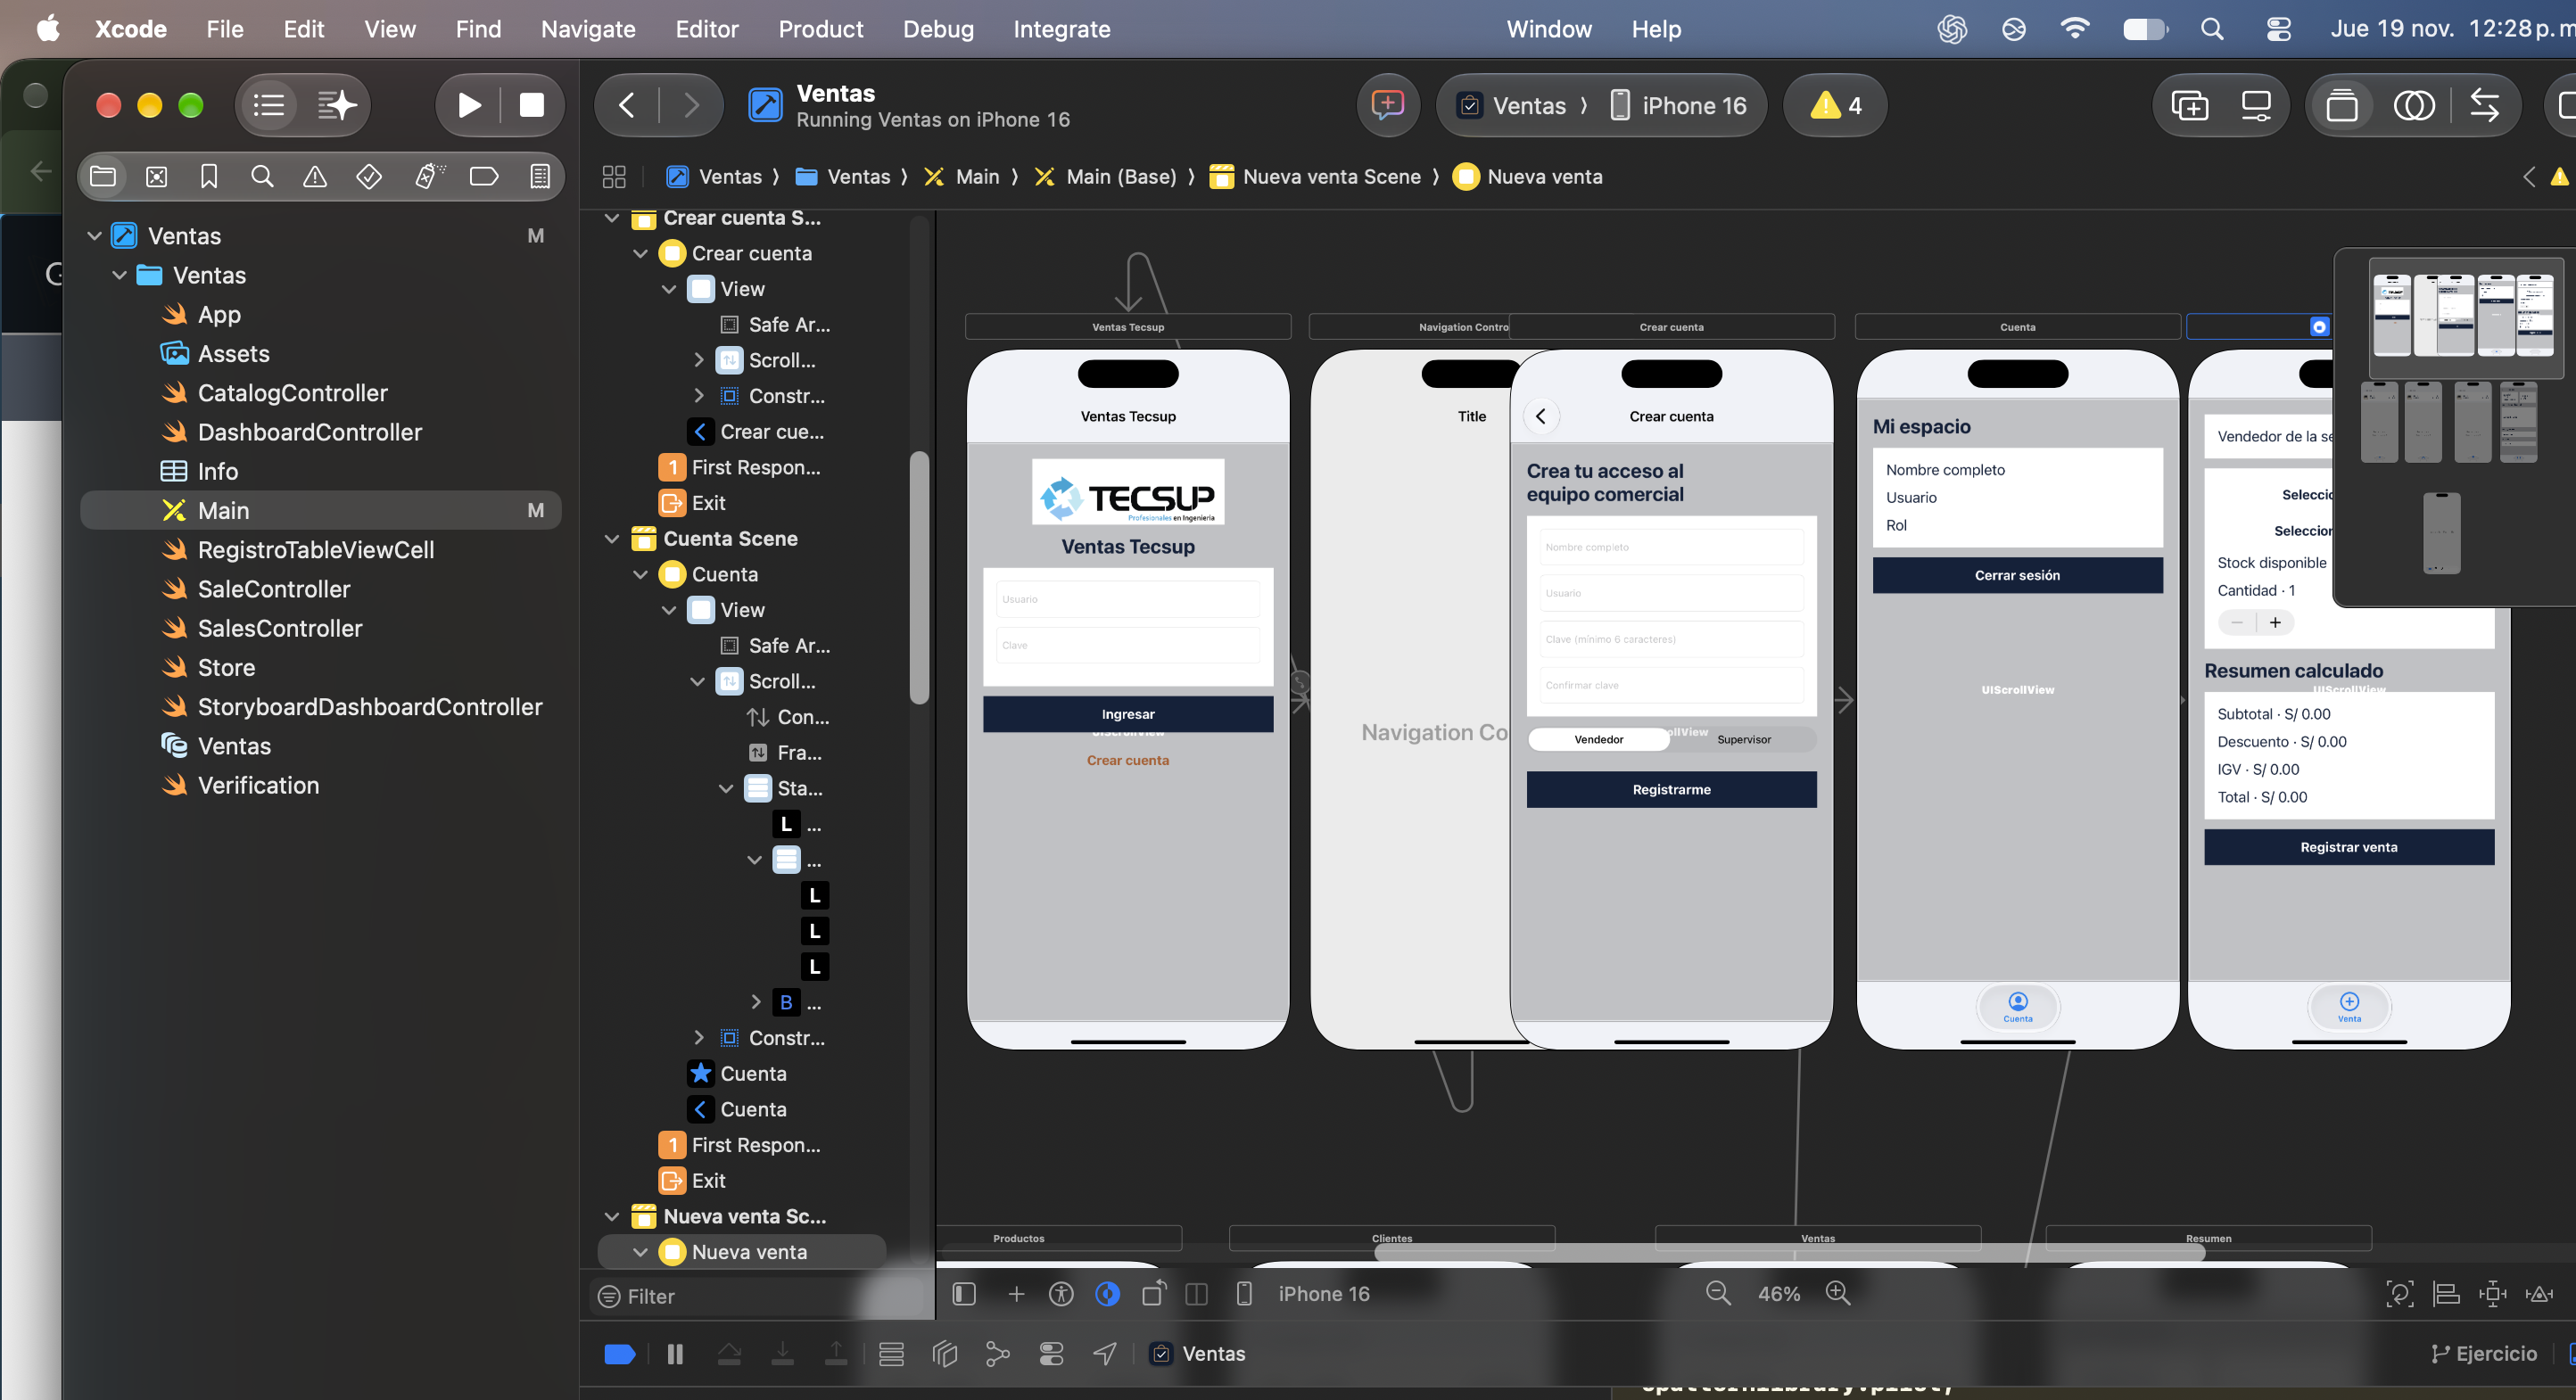 Xcode File Edit View Find Navigate Editor Product Debug Integrate Window Help Jue 19 nov. 12:28 p.m
Ventas
Running Ventas on iPhone 16
Ventas 〉 iPhone 16
4
Ventas 〉 Ventas 〉 Main 〉 Main (Base) 〉 Nueva venta Scene 〉 Nueva venta
Ventas M
Ventas
App
Assets
CatalogController
DashboardController
Info
Main M
RegistroTableViewCell
SaleController
SalesController
Store
StoryboardDashboardController
Ventas
Verification
Crear cuenta S...
Crear cuenta
View
Safe Ar...
Scroll...
Constr...
Crear cue...
1 First Respon...
Exit
Cuenta Scene
Cuenta
View
Safe Ar...
Scroll...
Con...
Fra...
Sta...
L ...
...
L
L
L
B ...
Constr...
Cuenta
Cuenta
1 First Respon...
Exit
Nueva venta Sc...
Nueva venta
Filter
Ventas Tecsup
Ventas Tecsup
TECSUP
Profesionales en Ingeniería
Ventas Tecsup
Usuario
Clave
Ingresar
UIScrollView
Crear cuenta
Navigation Contro
Title
Navigation Co
Crear cuenta
Crear cuenta
Crea tu acceso al
equipo comercial
Nombre completo
Usuario
Clave (mínimo 6 caracteres)
Confirmar clave
Vendedor
ollView
Supervisor
Registrarme
Cuenta
Mi espacio
Nombre completo
Usuario
Rol
Cerrar sesión
UIScrollView
Cuenta
Vendedor de la se
Selecci
Seleccior
Stock disponible
Cantidad · 1
− +
Resumen calculado
UIScrollView
Subtotal · S/ 0.00
Descuento · S/ 0.00
IGV · S/ 0.00
Total · S/ 0.00
Registrar venta
Venta
Productos
Clientes
Ventas
Resumen
iPhone 16
46%
Ventas
Ejercicio